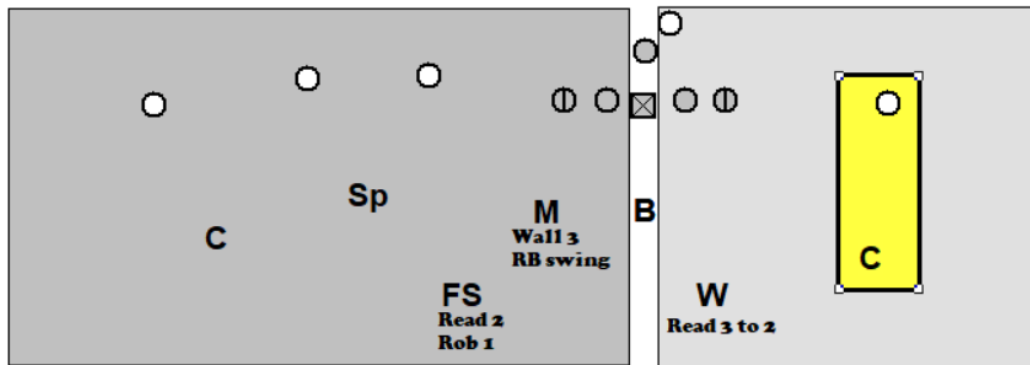 Sp
C
M
Wall 3
RB swing
B
FS
Read 2
Rob 1
W
Read 3 to 2
C